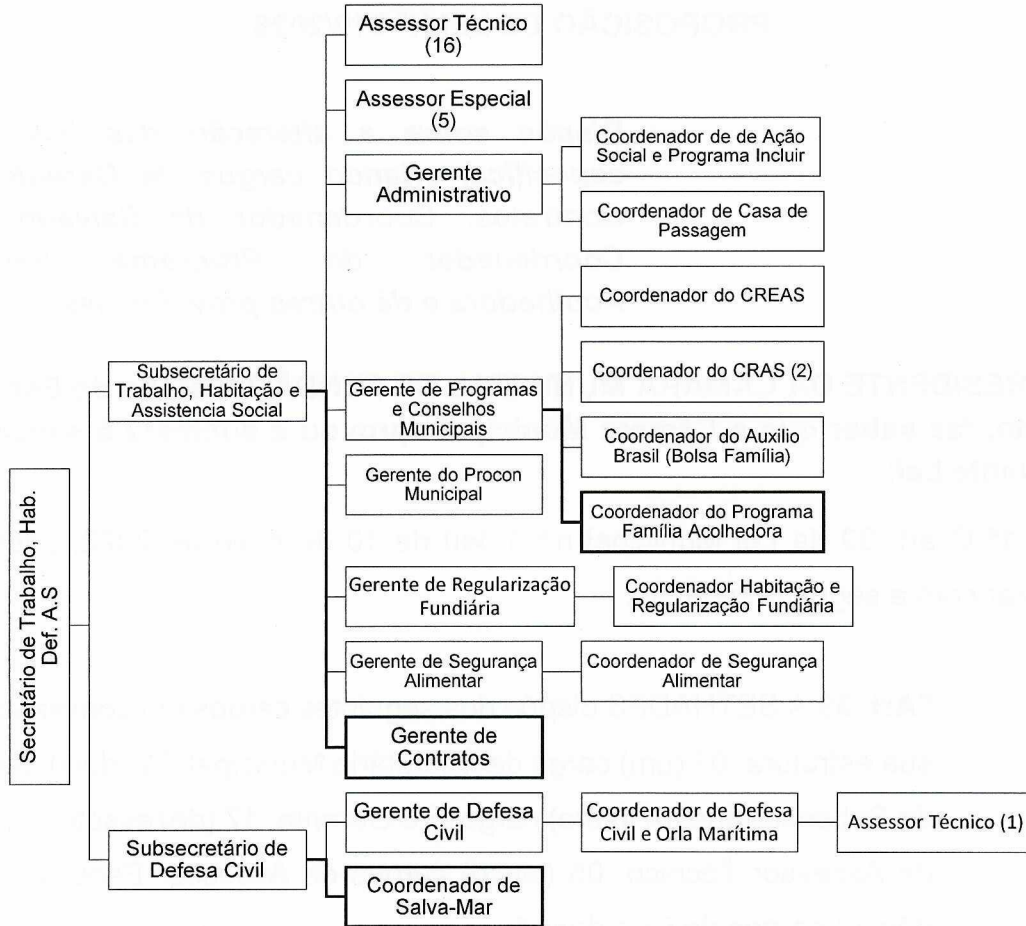 Assessor Técnico
(16)
Assessor Especial
(5)
Gerente
Administrativo
Coordenador de de Ação
Social e Programa Incluir
Coordenador de Casa de
Passagem
Coordenador do CREAS
Coordenador do CRAS (2)
Subsecretário de
Trabalho, Habitação e
Assistencia Social
Gerente de Programas
e Conselhos
Municipais
Coordenador do Auxilio
Brasil (Bolsa Família)
Gerente do Procon
Municipal
Coordenador do Programa
Família Acolhedora
Secretário de Trabalho, Hab.
Def. A.S
Gerente de Regularização
Fundiária
Coordenador Habitação e
Regularização Fundiária
Gerente de Segurança
Alimentar
Coordenador de Segurança
Alimentar
Gerente de
Contratos
Gerente de Defesa
Civil
Coordenador de Defesa
Civil e Orla Marítima
Assessor Técnico (1)
Subsecretário de
Defesa Civil
Coordenador de
Salva-Mar